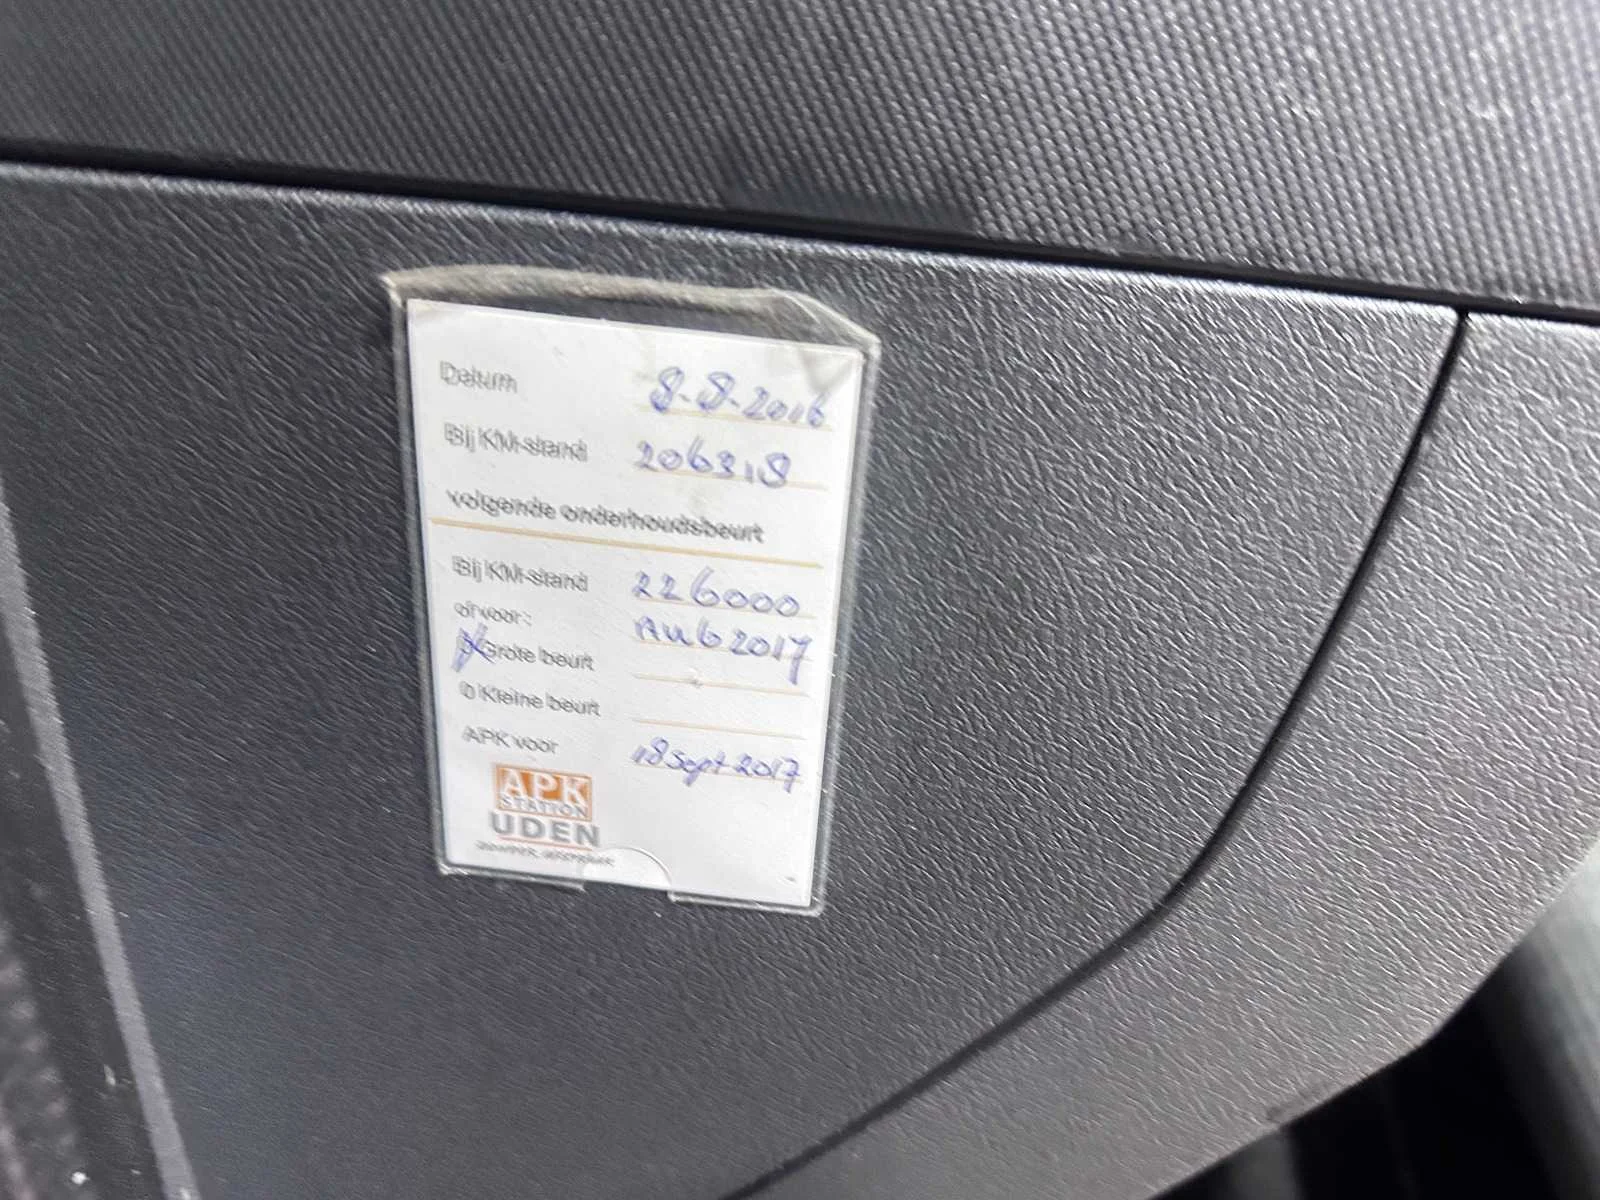 Datum 8-8-2016
Bij KM-stand 206318
volgende onderhoudsbeurt
Bij KM-stand 226000
of voor: AUG 2017
X Grote beurt
0 Kleine beurt
APK voor 18 sept 2017
APK
STATION
UDEN